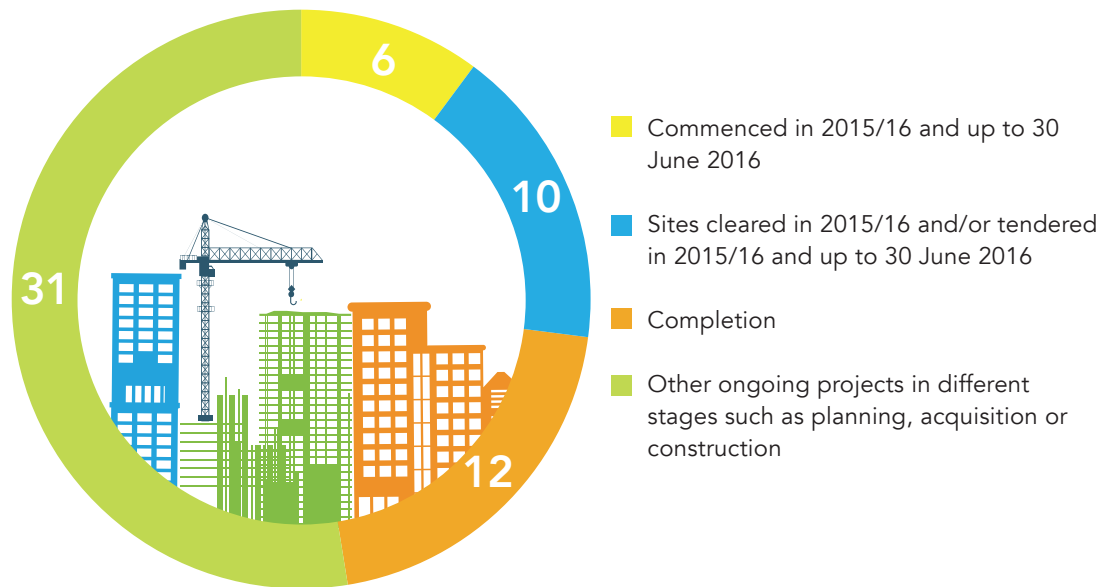 6
10
31
12
Commenced in 2015/16 and up to 30
June 2016
Sites cleared in 2015/16 and/or tendered
in 2015/16 and up to 30 June 2016
Completion
Other ongoing projects in different
stages such as planning, acquisition or
construction